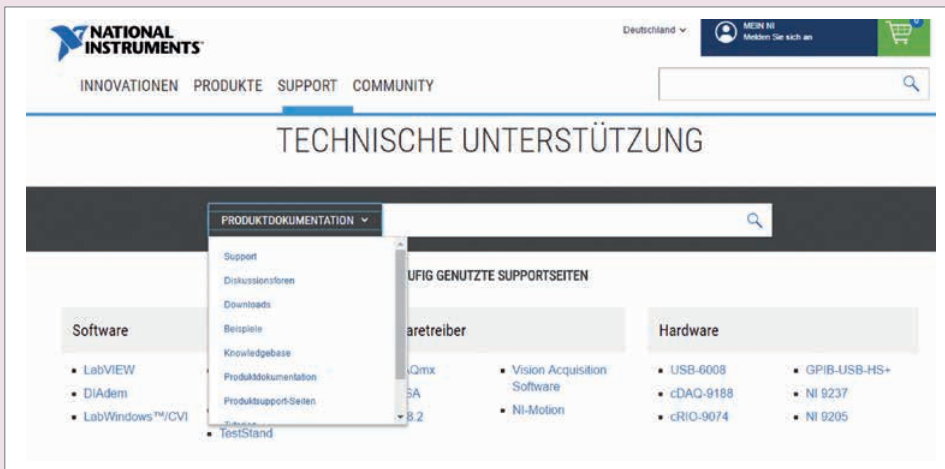 NATIONAL
INSTRUMENTS
Deutschland
MEIN NI
Melden Sie sich an
0
INNOVATIONEN PRODUKTE SUPPORT COMMUNITY
TECHNISCHE UNTERSTÜTZUNG
PRODUKTDOKUMENTATION
Support
Diskussionsforen
Downloads
Beispiele
Knowledgebase
Produktdokumentation
Produktsupport-Seiten
UFIG GENUTZTE SUPPORTSEITEN
Software
LabVIEW
DIAdem
LabWindows™/CVI
TestStand
aretreiber
Qmx
SA
8.2
Vision Acquisition
Software
NI-Motion
Hardware
USB-6008
cDAQ-9188
cRIO-9074
GPIB-USB-HS+
NI 9237
NI 9205